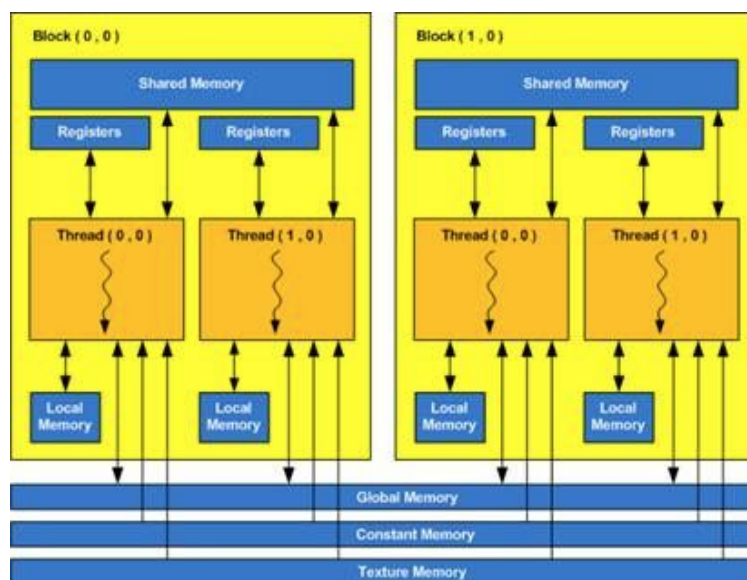 Block ( 0 , 0 )
Shared Memory
Registers
Registers
Thread ( 0, 0 )
Thread ( 1, 0 )
Local
Memory
Local
Memory
Block ( 1 , 0 )
Shared Memory
Registers
Registers
Thread ( 0, 0 )
Thread ( 1, 0 )
Local
Memory
Local
Memory
Global Memory
Constant Memory
Texture Memory